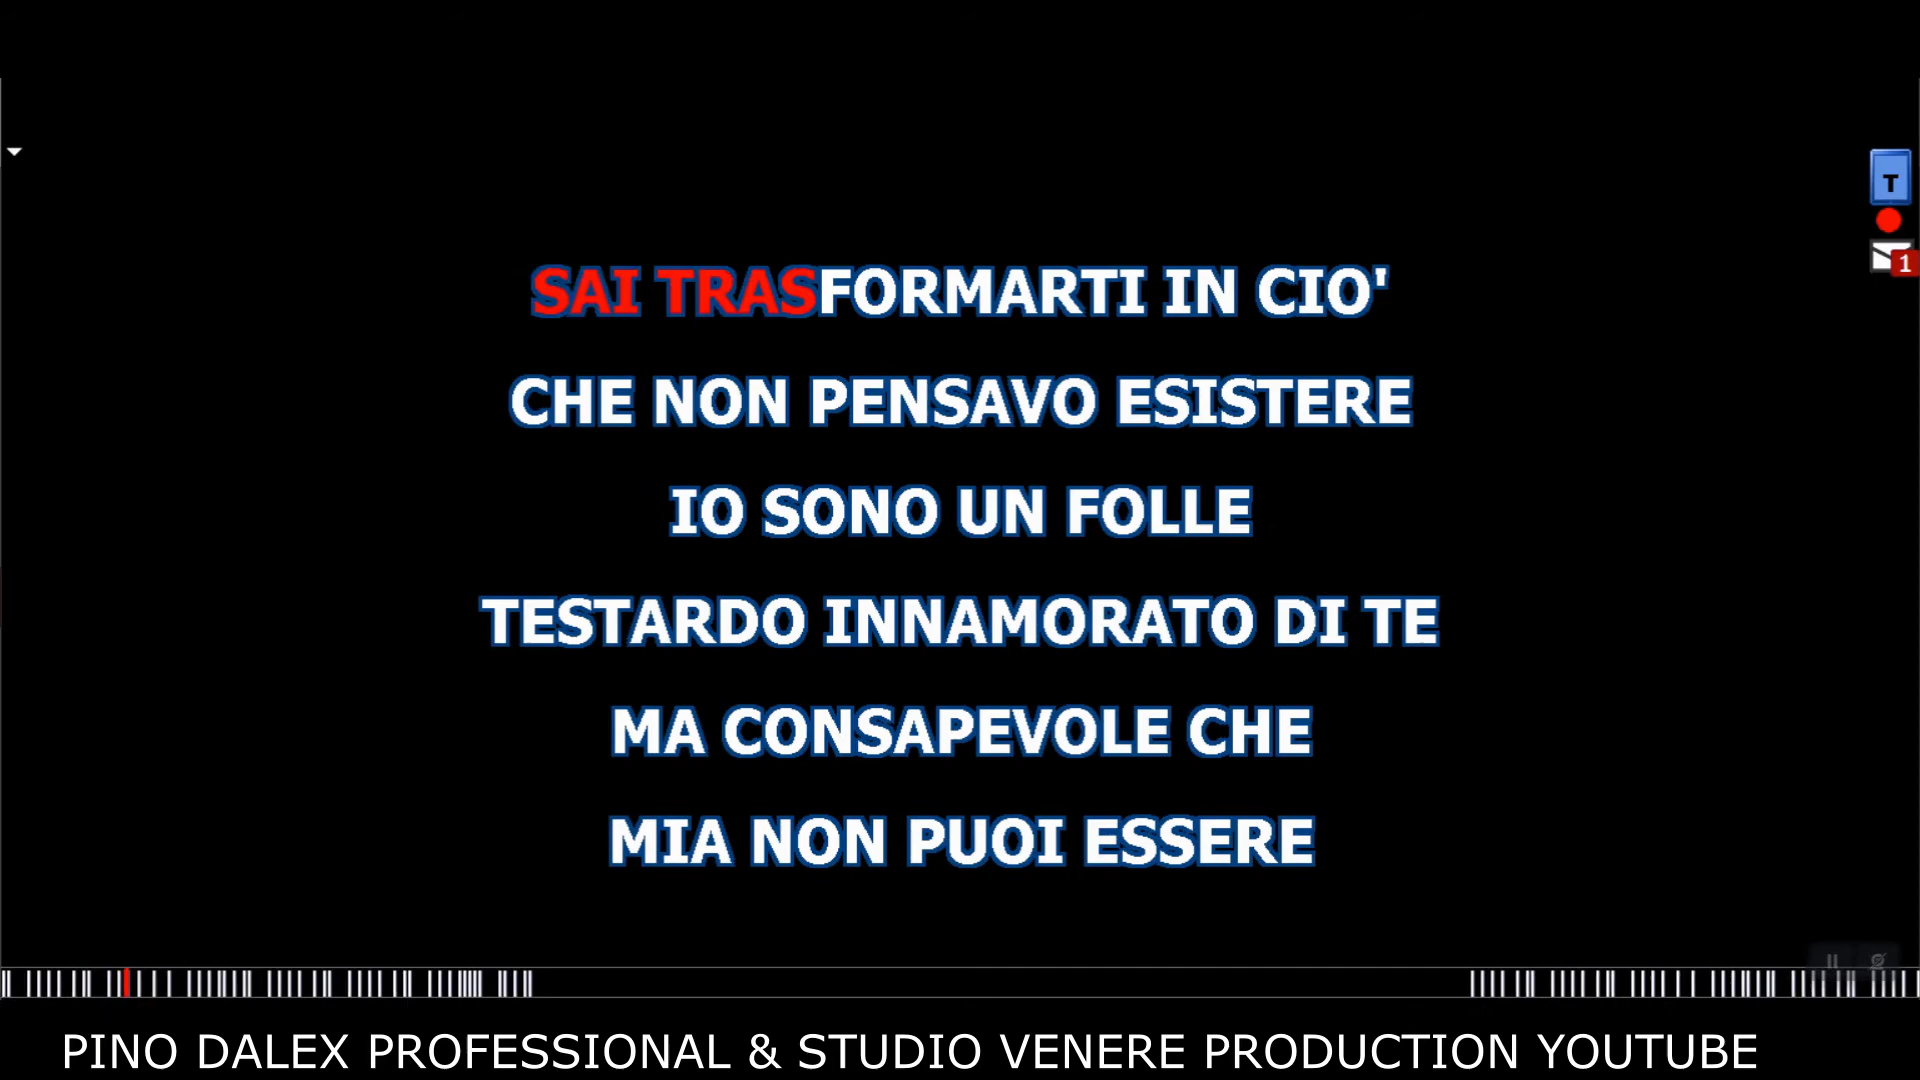 T
1
SAI TRASFORMARTI IN CIO'
CHE NON PENSAVO ESISTERE
IO SONO UN FOLLE
TESTARDO INNAMORATO DI TE
MA CONSAPEVOLE CHE
MIA NON PUOI ESSERE
PINO DALEX PROFESSIONAL & STUDIO VENERE PRODUCTION YOUTUBE